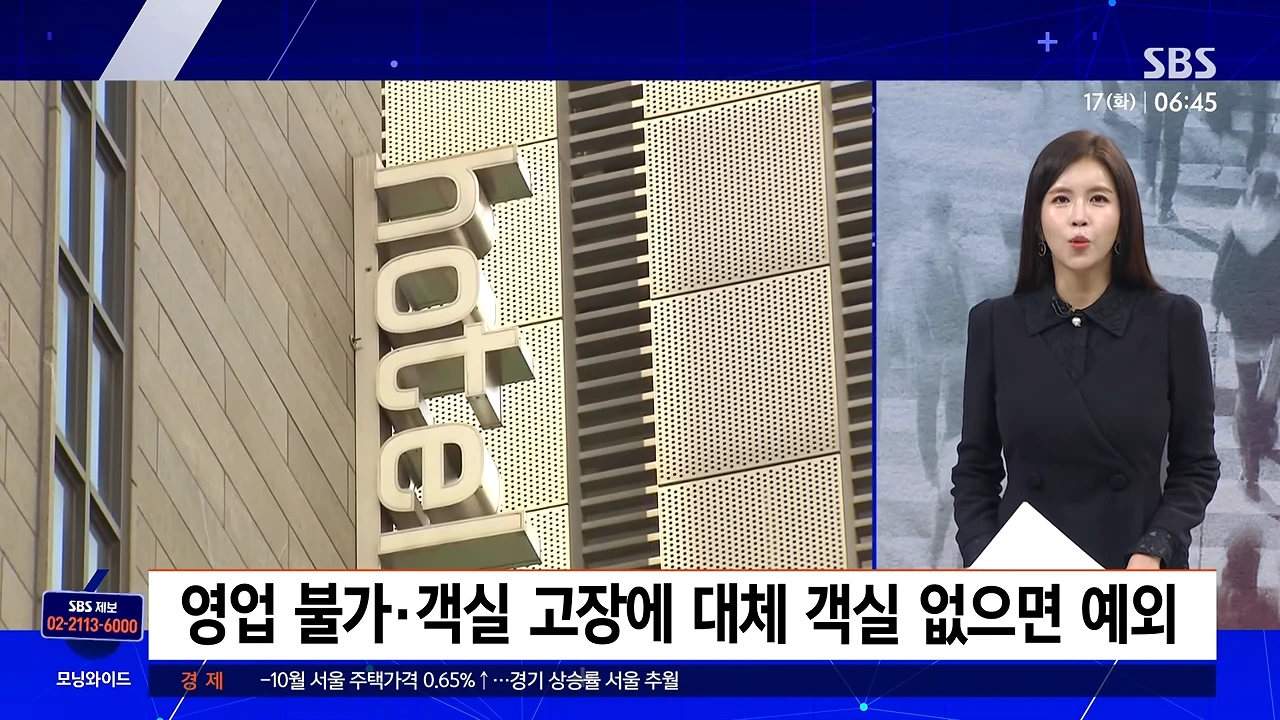 SBS
17(화) 06:45
hotel
영업 불가·객실 고장에 대체 객실 없으면 예외
SBS 제보
02-2113-6000
모닝와이드
경 제
-10월 서울 주택가격 0.65%↑…경기 상승률 서울 추월